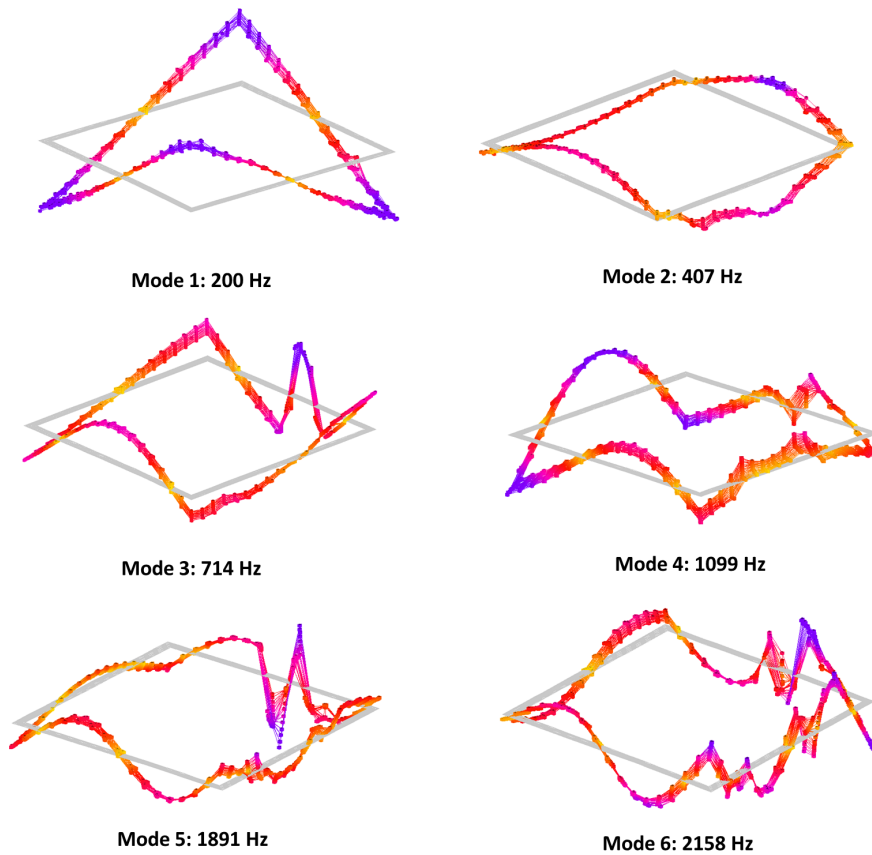 Mode 1: 200 Hz
Mode 2: 407 Hz
Mode 3: 714 Hz
Mode 4: 1099 Hz
Mode 5: 1891 Hz
Mode 6: 2158 Hz